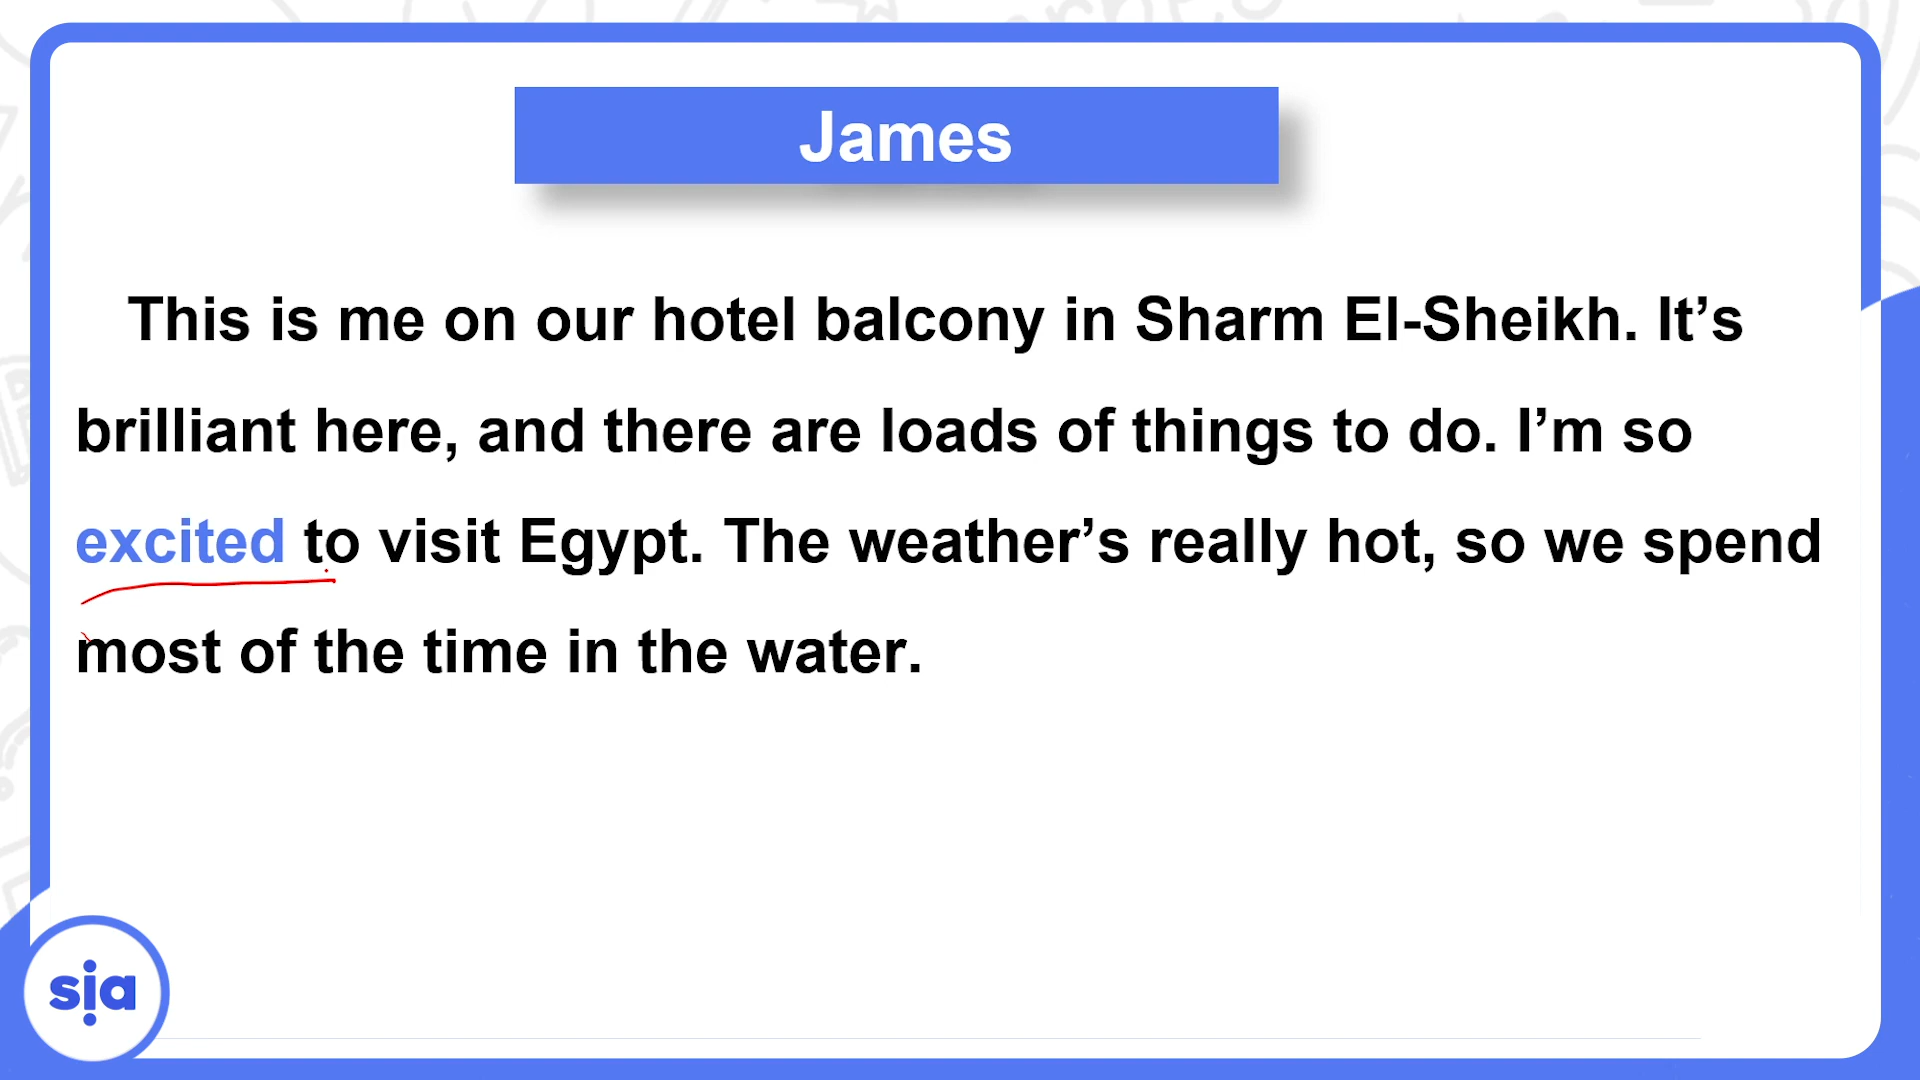 James
This is me on our hotel balcony in Sharm El-Sheikh. It’s
brilliant here, and there are loads of things to do. I’m so
excited to visit Egypt. The weather’s really hot, so we spend
most of the time in the water.
sia